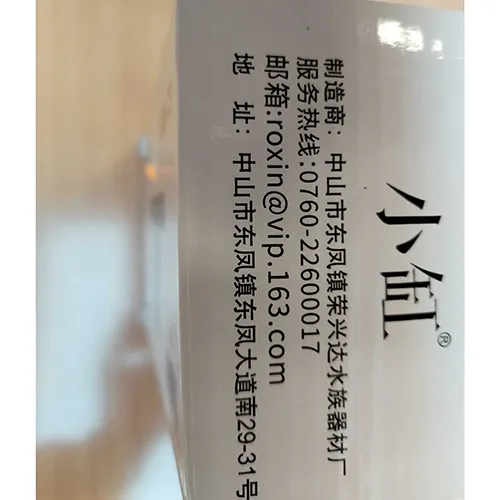 小缸®
制造商：中山市东凤镇荣兴达水族器材厂
服务热线:0760-22600017
邮箱:roxin@vip.163.com
地 址：中山市东凤镇东凤大道南29-31号